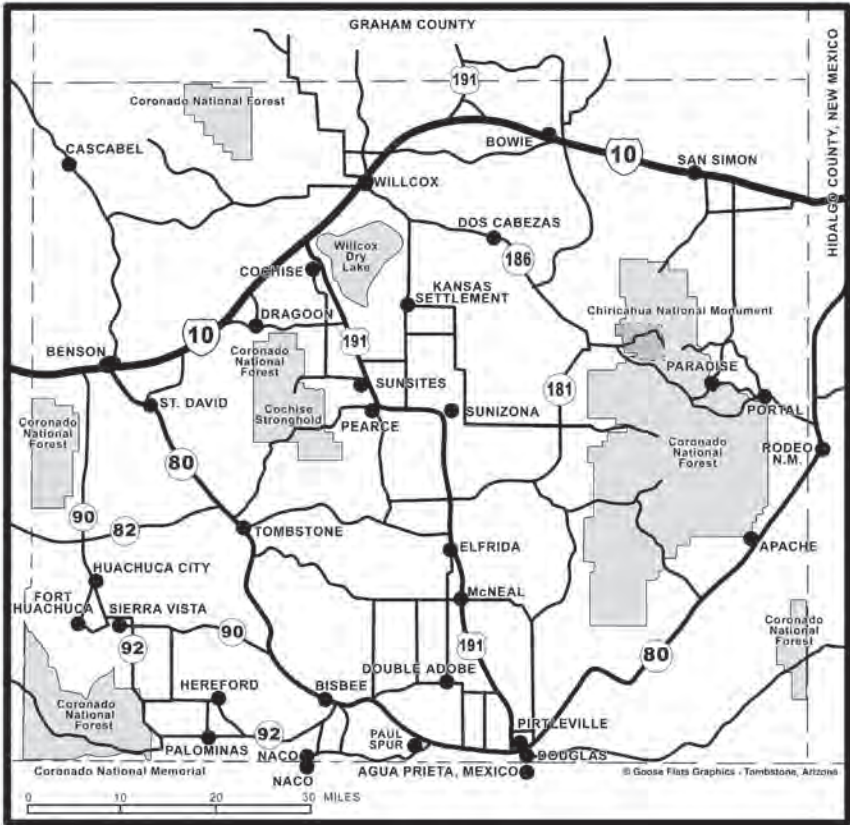 GRAHAM COUNTY
HIDALGO COUNTY, NEW MEXICO
191
Coronado National Forest
CASCABEL
BOWIE
10
SAN SIMON
WILLCOX
DOS CABEZAS
186
Willcox
Dry
Lake
COCHISE
KANSAS
SETTLEMENT
Chiricahua National Monument
DRAGOON
10
191
BENSON
Coronado
National
Forest
PARADISE
SUNSITES
181
ST. DAVID
Cochise
Stronghold
PEARCE
SUNIZONA
PORTAL
Coronado
National
Forest
Coronado
National
Forest
RODEO
N.M.
80
90
82
TOMBSTONE
ELFRIDA
APACHE
HUACHUCA CITY
FORT
HUACHUCA
SIERRA VISTA
McNEAL
90
92
191
80
Coronado
National
Forest
DOUBLE ADOBE
HEREFORD
BISBEE
Coronado
National
Forest
92
PALOMINAS
PAUL
SPUR
PIRTLEVILLE
NACO
DOUGLAS
Coronado National Memorial
NACO
AGUA PRIETA, MEXICO
© Goose Flats Graphics - Tombstone, Arizona
0 10 20 30 MILES